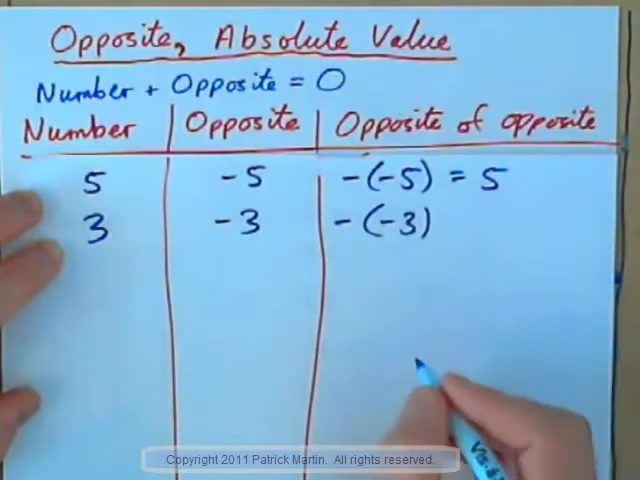 Opposite, Absolute Value
Number + Opposite = 0
Number Opposite Opposite of opposite
5 -5 -(-5) = 5
3 -3 -(-3)
Copyright 2011 Patrick Martin. All rights reserved.